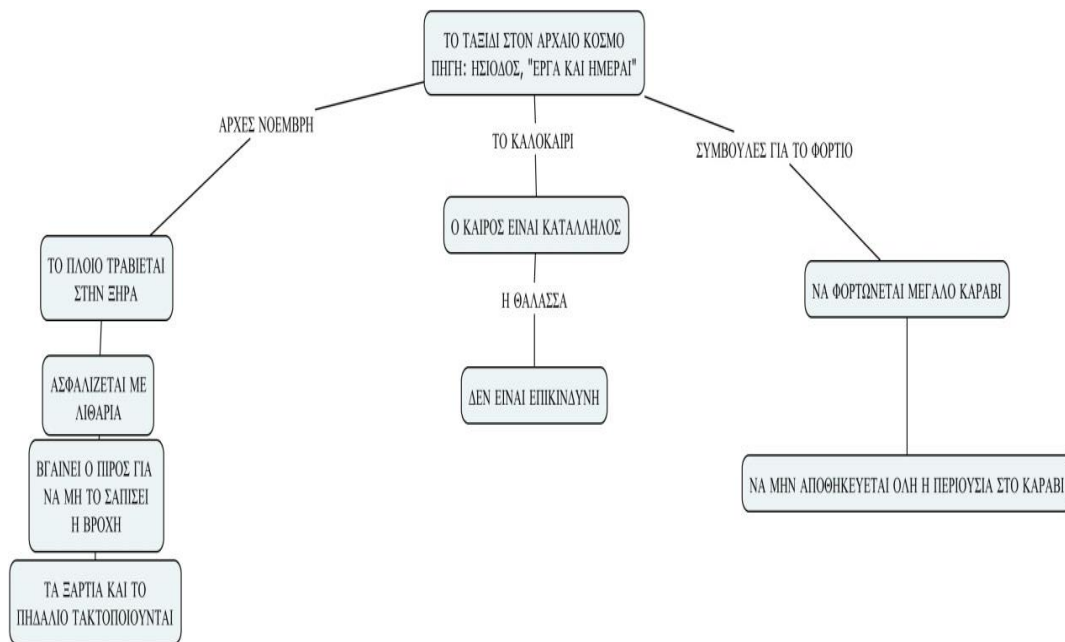 ΤΟ ΤΑΞΙΔΙ ΣΤΟΝ ΑΡΧΑΙΟ ΚΟΣΜΟ
ΠΗΓΗ: ΗΣΙΟΔΟΣ, "ΕΡΓΑ ΚΑΙ ΗΜΕΡΑΙ"
ΑΡΧΕΣ ΝΟΕΜΒΡΗ
ΤΟ ΠΛΟΙΟ ΤΡΑΒΙΕΤΑΙ
ΣΤΗΝ ΞΗΡΑ
ΑΣΦΑΛΙΖΕΤΑΙ ΜΕ
ΛΙΘΑΡΙΑ
ΒΓΑΙΝΕΙ Ο ΠΙΡΟΣ ΓΙΑ
ΝΑ ΜΗ ΤΟ ΣΑΠΙΣΕΙ
Η ΒΡΟΧΗ
ΤΑ ΞΑΡΤΙΑ ΚΑΙ ΤΟ
ΠΗΔΑΛΙΟ ΤΑΚΤΟΠΟΙΟΥΝΤΑΙ
ΤΟ ΚΑΛΟΚΑΙΡΙ
Ο ΚΑΙΡΟΣ ΕΙΝΑΙ ΚΑΤΑΛΛΗΛΟΣ
Η ΘΑΛΑΣΣΑ
ΔΕΝ ΕΙΝΑΙ ΕΠΙΚΙΝΔΥΝΗ
ΣΥΜΒΟΥΛΕΣ ΓΙΑ ΤΟ ΦΟΡΤΙΟ
ΝΑ ΦΟΡΤΩΝΕΤΑΙ ΜΕΓΑΛΟ ΚΑΡΑΒΙ
ΝΑ ΜΗΝ ΑΠΟΘΗΚΕΥΕΤΑΙ ΟΛΗ Η ΠΕΡΙΟΥΣΙΑ ΣΤΟ ΚΑΡΑΒΙ